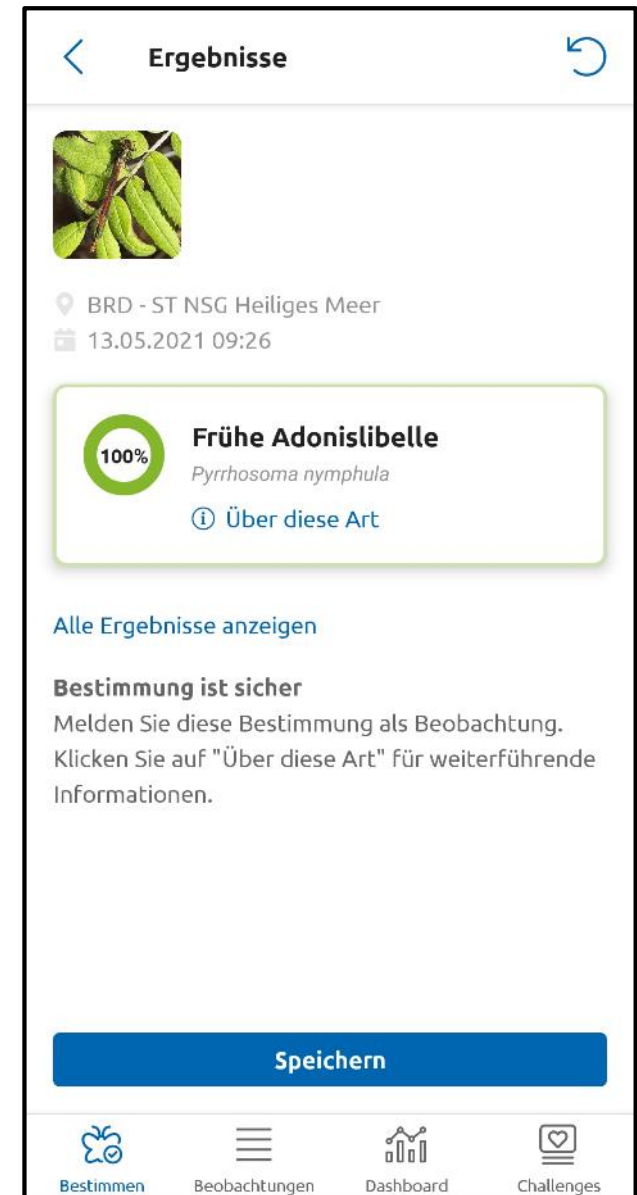 Ergebnisse
BRD - ST NSG Heiliges Meer
13.05.2021 09:26
100%
Frühe Adonislibelle
Pyrrhosoma nymphula
Über diese Art
Alle Ergebnisse anzeigen
Bestimmung ist sicher
Melden Sie diese Bestimmung als Beobachtung.
Klicken Sie auf "Über diese Art" für weiterführende
Informationen.
Speichern
Bestimmen Beobachtungen Dashboard Challenges